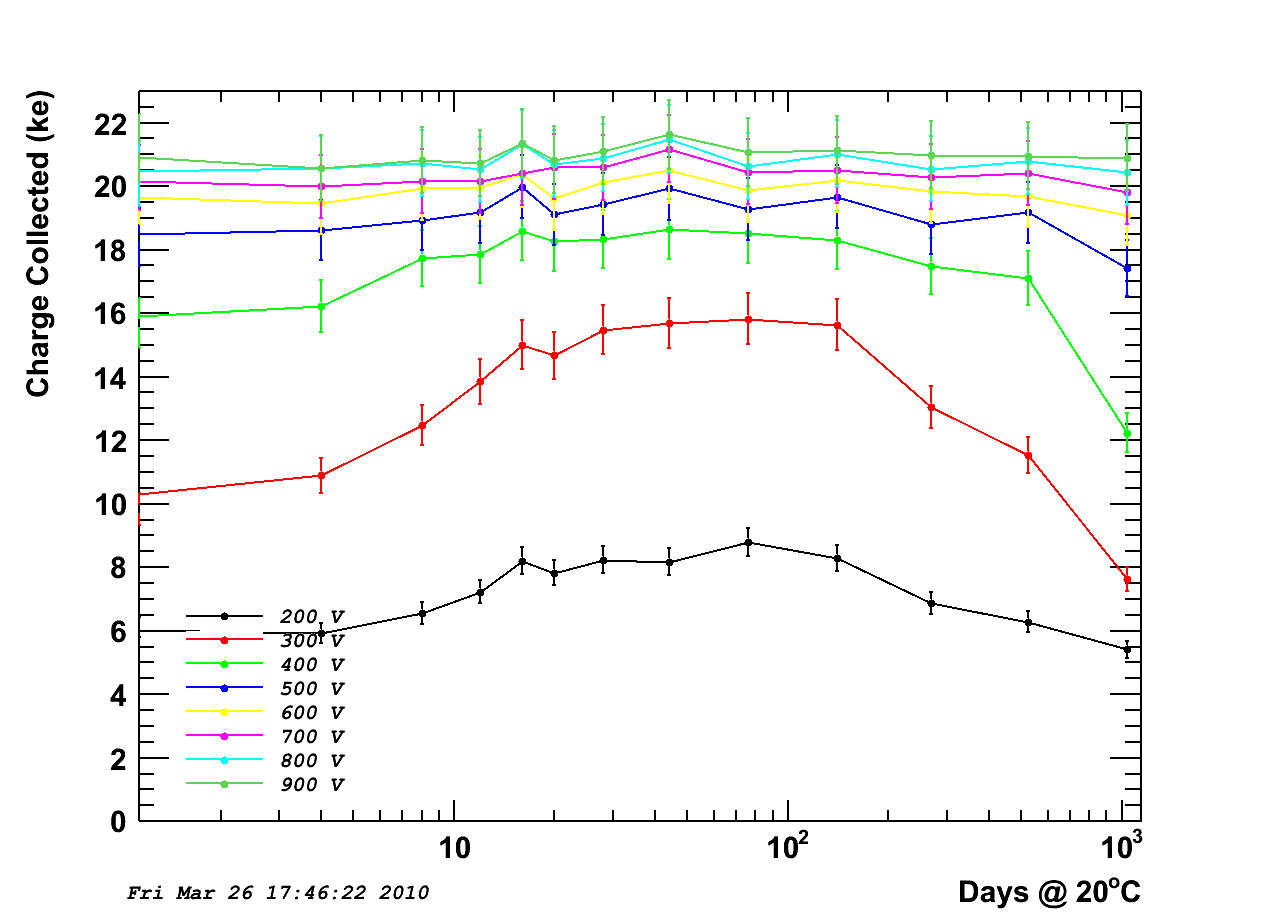 Charge Collected (ke)
22
20
18
16
14
12
10
8
6
4
2
0
200 V
300 V
400 V
500 V
600 V
700 V
800 V
900 V
10
10²
10³
Days @ 20°C
Fri Mar 26 17:46:22 2010